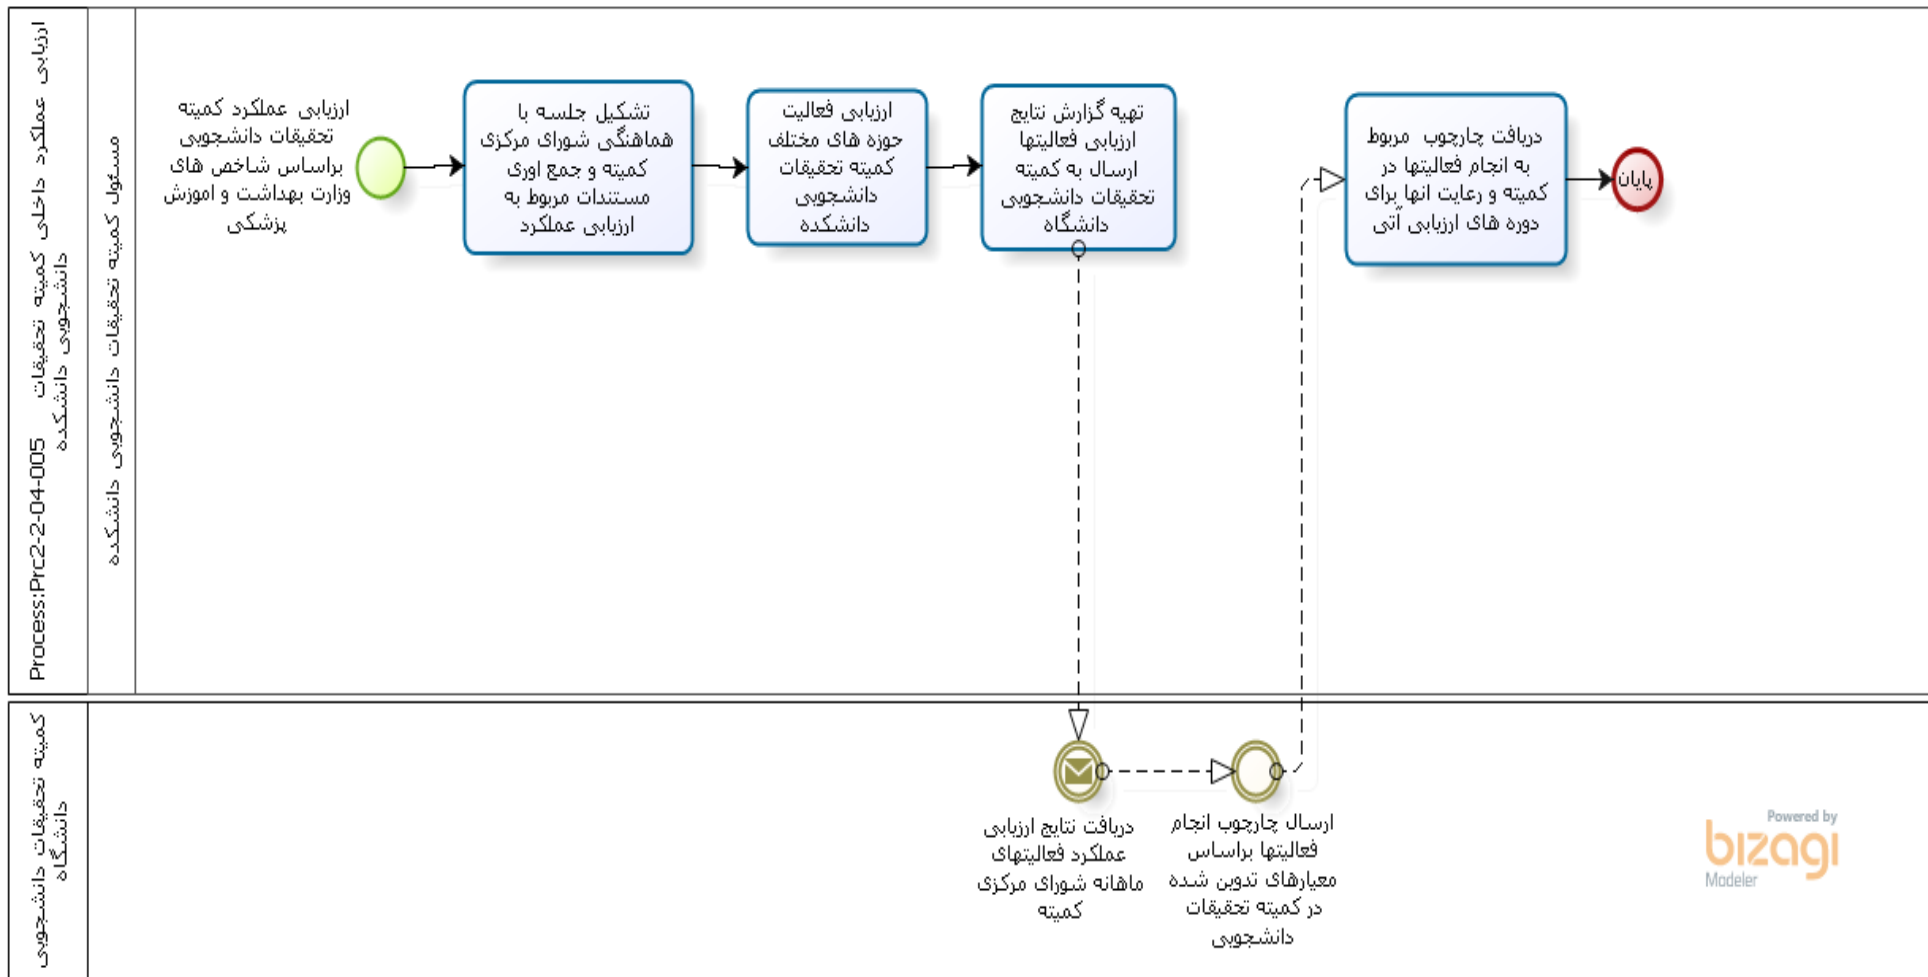 ارزیابی عملکرد داخلی کمیته تحقیقات Process:Prc2-2-04-005
دانشجویی دانشکده
مسئول کمیته تحقیقات دانشجویی دانشکده
ارزیابی عملکرد کمیته
تحقیقات دانشجویی
براساس شاخص های
وزارت بهداشت و اموزش
پزشکی
تشکیل جلسه با
هماهنگی شورای مرکزی
کمیته و جمع اوری
مستندات مربوط به
ارزیابی عملکرد
ارزیابی فعالیت
حوزه های مختلف
کمیته تحقیقات
دانشجویی
دانشکده
تهیه گزارش نتایج
ارزیابی فعالیتها
ارسال به کمیته
تحقیقات دانشجویی
دانشگاه
دریافت چارچوب مربوط
به انجام فعالیتها در
کمیته و رعایت انها برای
دوره های ارزیابی آتی
پایان
کمیته تحقیقات دانشجویی
دانشگاه
دریافت نتایج ارزیابی
عملکرد فعالیتهای
ماهانه شورای مرکزی
کمیته
ارسال چارچوب انجام
فعالیتها براساس
معیارهای تدوین شده
در کمیته تحقیقات
دانشجویی
Powered by
bizagi
Modeler